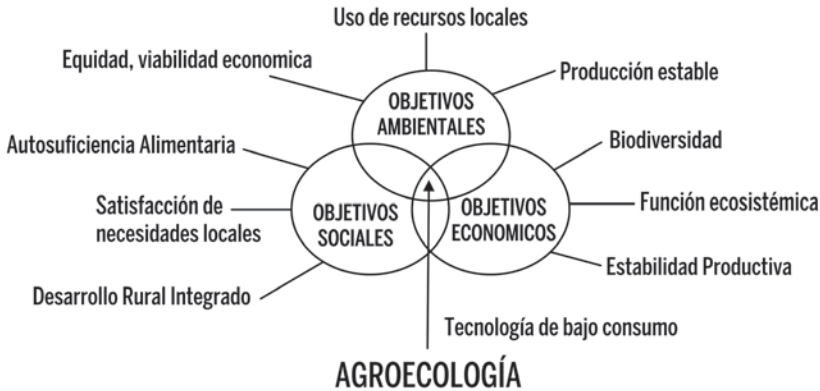 Uso de recursos locales
Equidad, viabilidad economica
Producción estable
OBJETIVOS
AMBIENTALES
Autosuficiencia Alimentaria
Biodiversidad
Satisfacción de
necesidades locales
OBJETIVOS
SOCIALES
OBJETIVOS
ECONOMICOS
Función ecosistémica
Estabilidad Productiva
Desarrollo Rural Integrado
Tecnología de bajo consumo
AGROECOLOGÍA